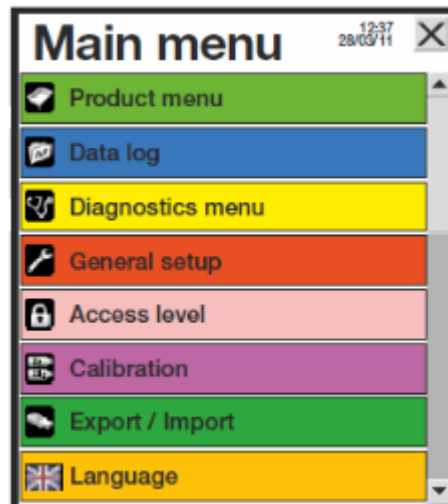 Main menu
12:37
28/03/11
Product menu
Data log
Diagnostics menu
General setup
Access level
Calibration
Export / Import
Language